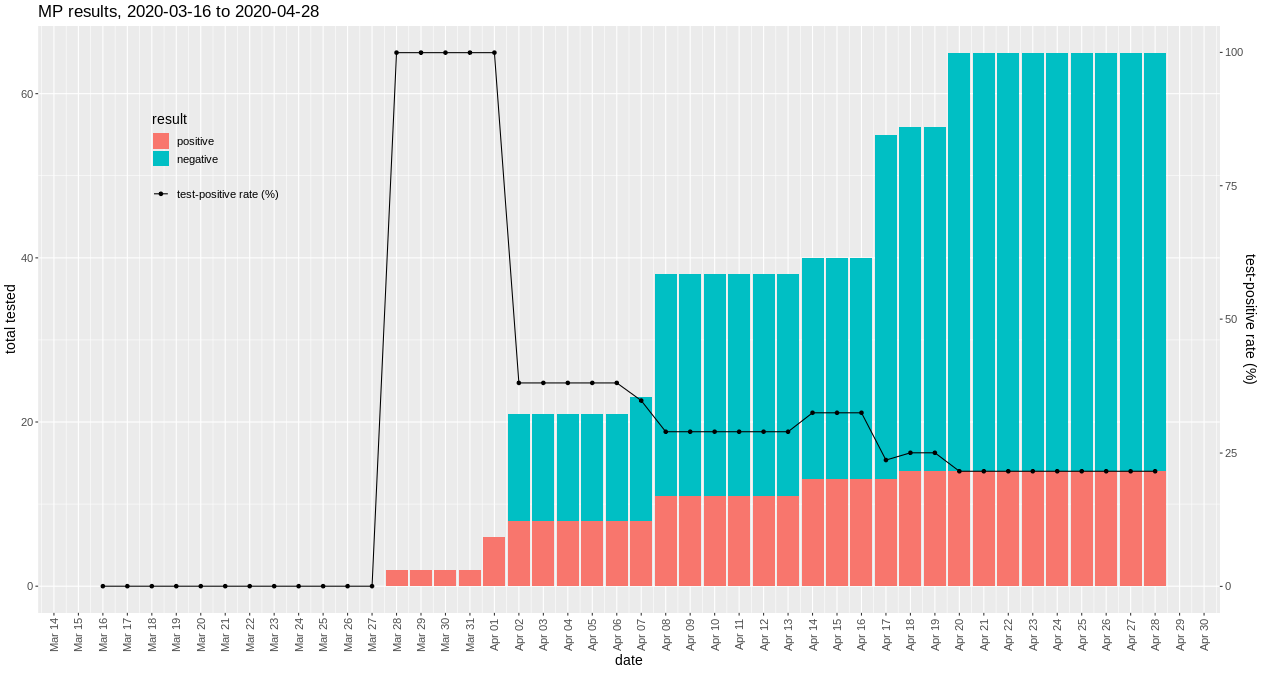 MP results, 2020-03-16 to 2020-04-28
total tested
60
40
20
0
result
positive
negative
test-positive rate (%)
100
75
50
25
0
test-positive rate (%)
Mar 14
Mar 15
Mar 16
Mar 17
Mar 18
Mar 19
Mar 20
Mar 21
Mar 22
Mar 23
Mar 24
Mar 25
Mar 26
Mar 27
Mar 28
Mar 29
Mar 30
Mar 31
Apr 01
Apr 02
Apr 03
Apr 04
Apr 05
Apr 06
Apr 07
Apr 08
Apr 09
Apr 10
Apr 11
Apr 12
Apr 13
Apr 14
Apr 15
Apr 16
Apr 17
Apr 18
Apr 19
Apr 20
Apr 21
Apr 22
Apr 23
Apr 24
Apr 25
Apr 26
Apr 27
Apr 28
Apr 29
Apr 30
date